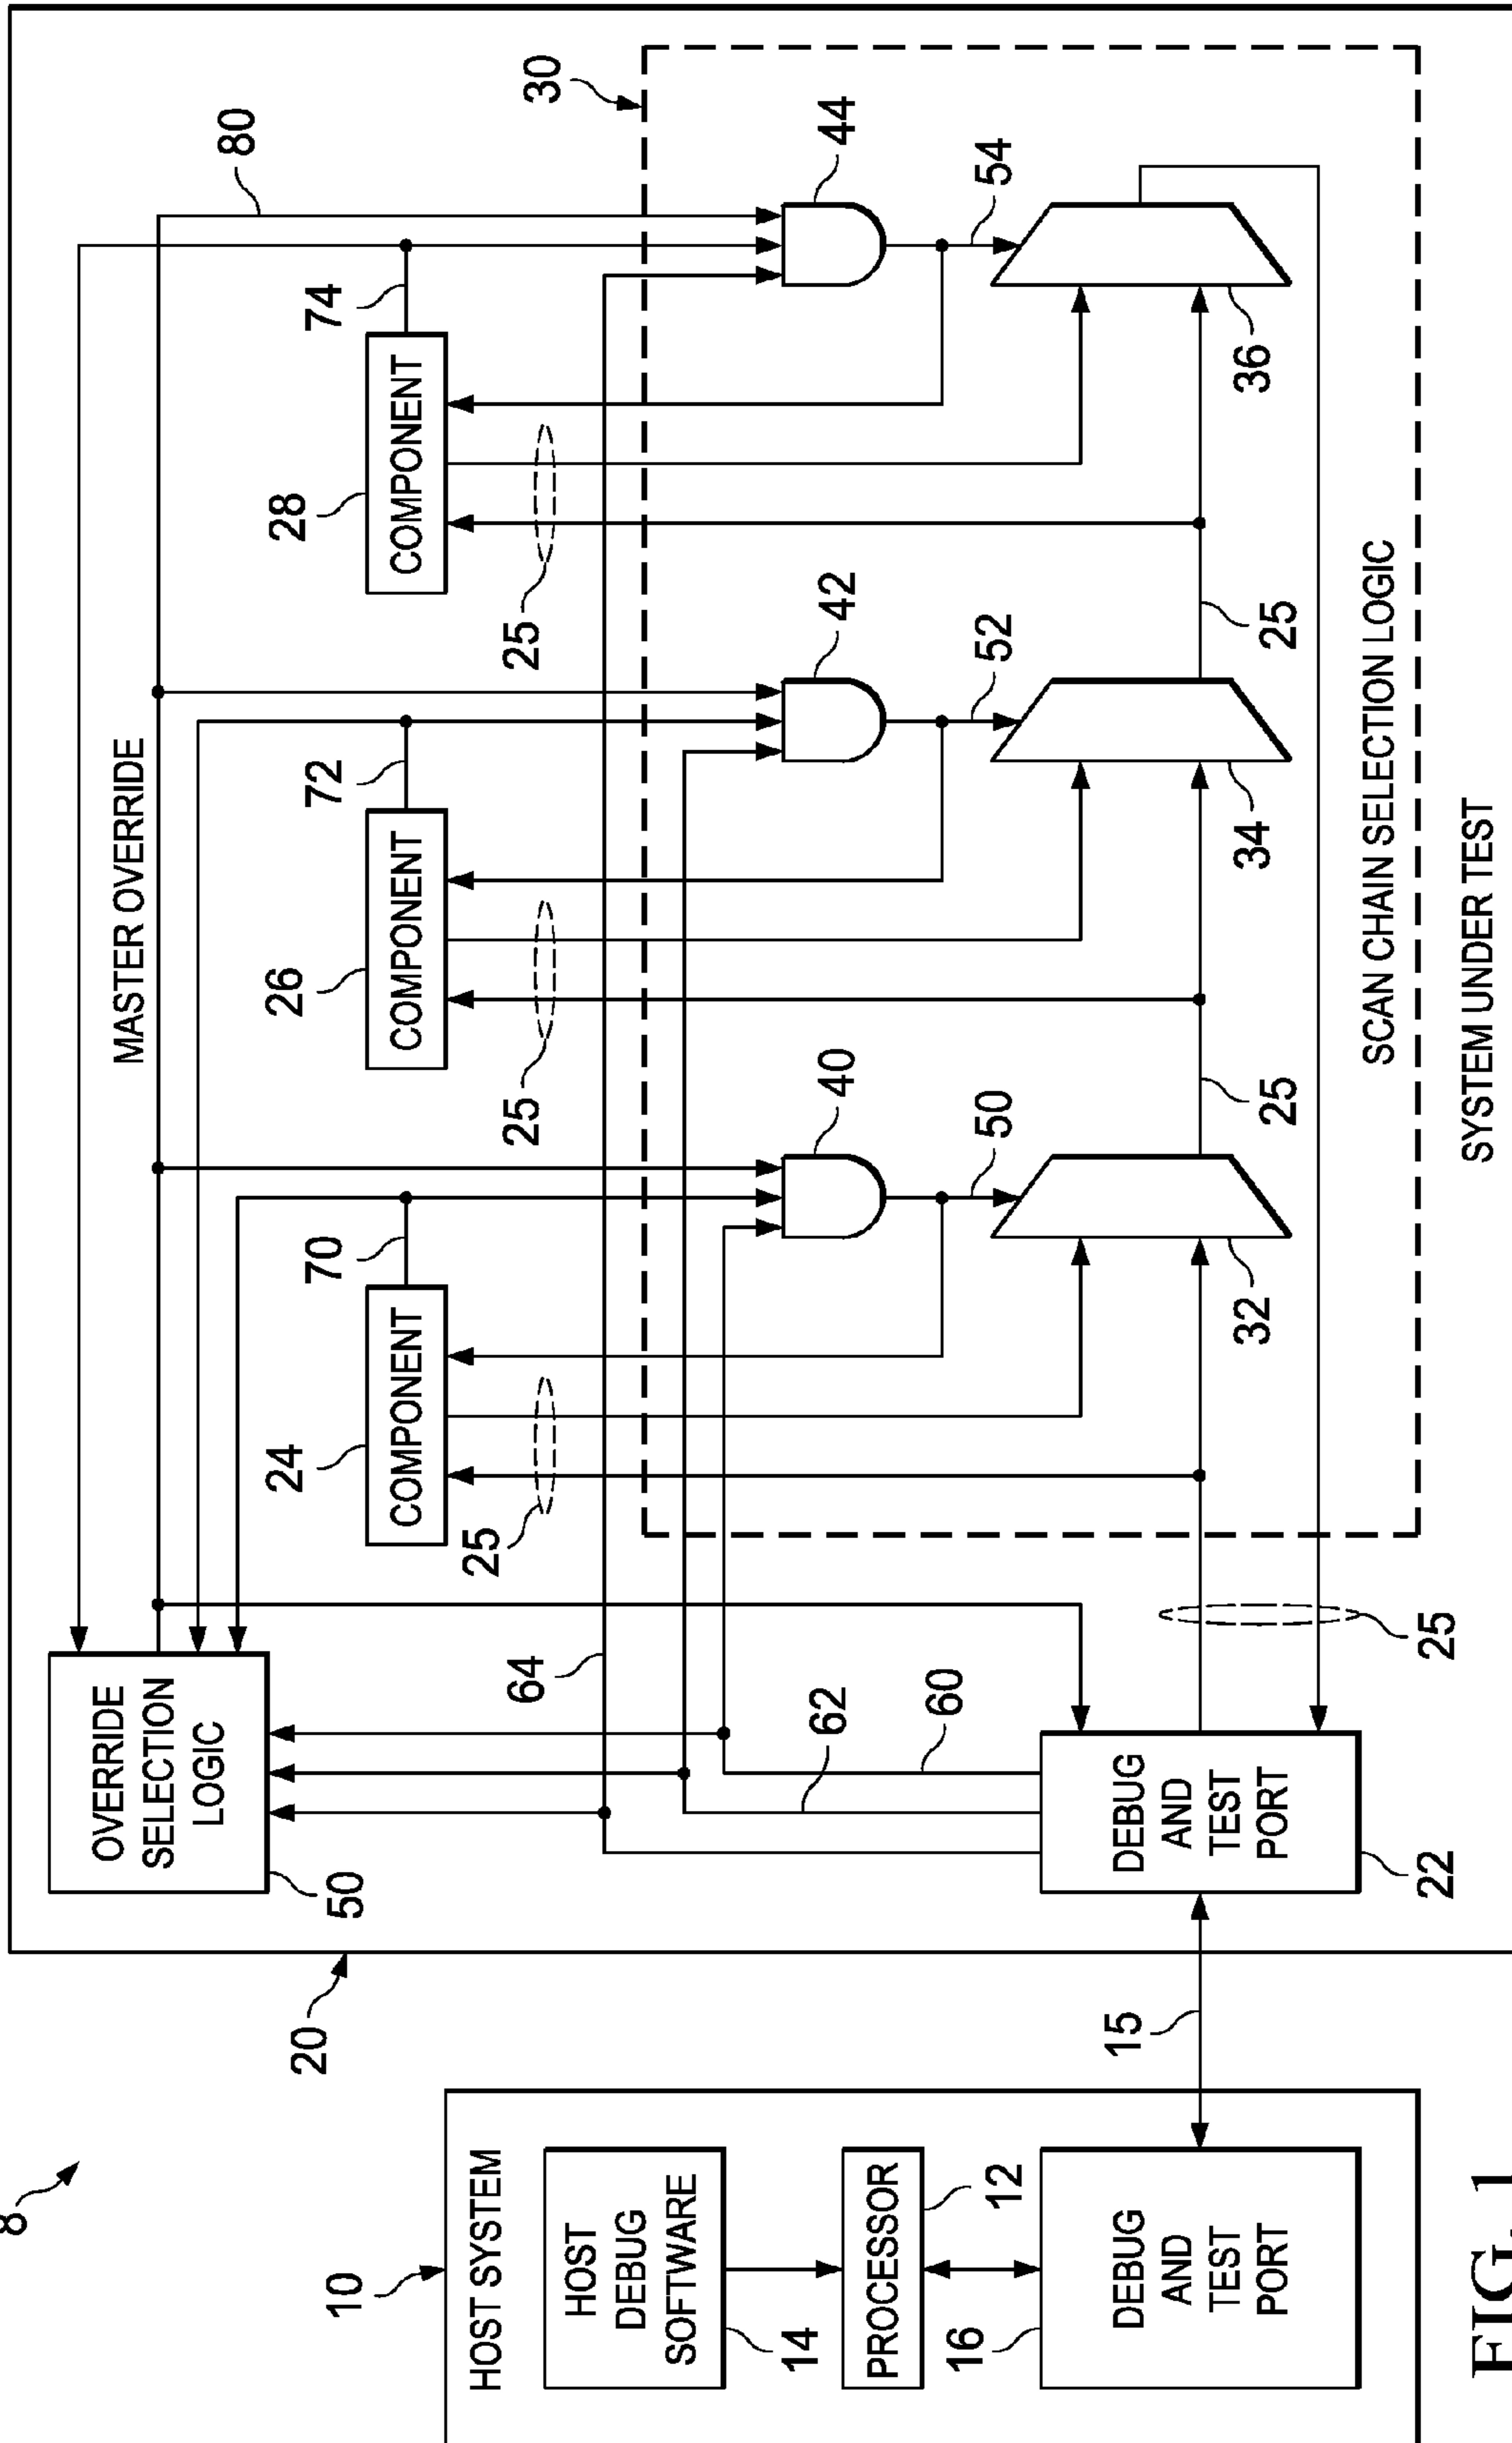 8
10
HOST SYSTEM
HOST
DEBUG
SOFTWARE
14
PROCESSOR
12
16
DEBUG
AND
TEST
PORT
15
20
OVERRIDE
SELECTION
LOGIC
50
MASTER OVERRIDE
80
24
COMPONENT
70
25
26
COMPONENT
72
25
28
COMPONENT
74
25
30
64
62
60
40
42
44
50
52
54
32
34
36
25
25
25
DEBUG
AND
TEST
PORT
22
SCAN CHAIN SELECTION LOGIC
SYSTEM UNDER TEST
FIG. 1